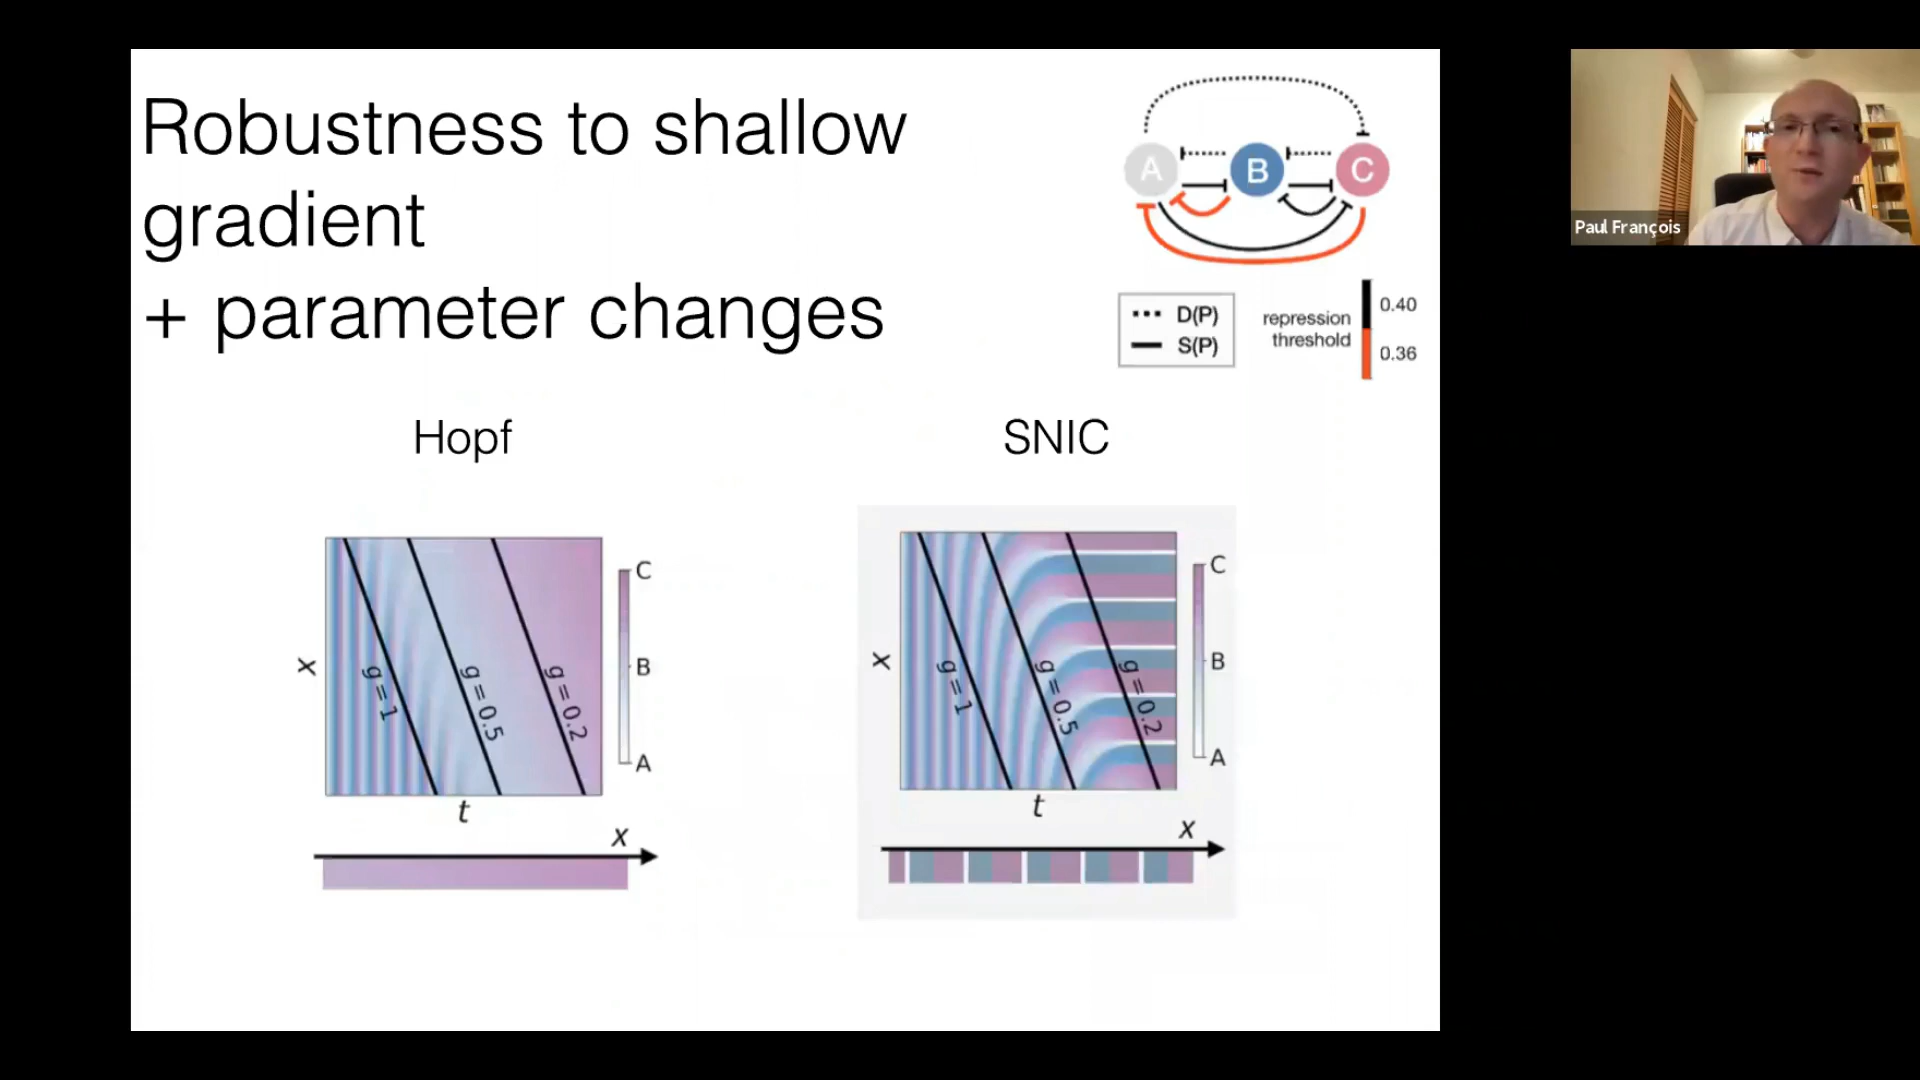 Robustness to shallow
gradient
+ parameter changes
A
B
C
D(P)
S(P)
repression
threshold
0.40
0.36
Paul François
Hopf
SNIC
x
g = 1
g = 0.5
g = 0.2
C
B
A
t
x
x
g = 1
g = 0.5
g = 0.2
C
B
A
t
x